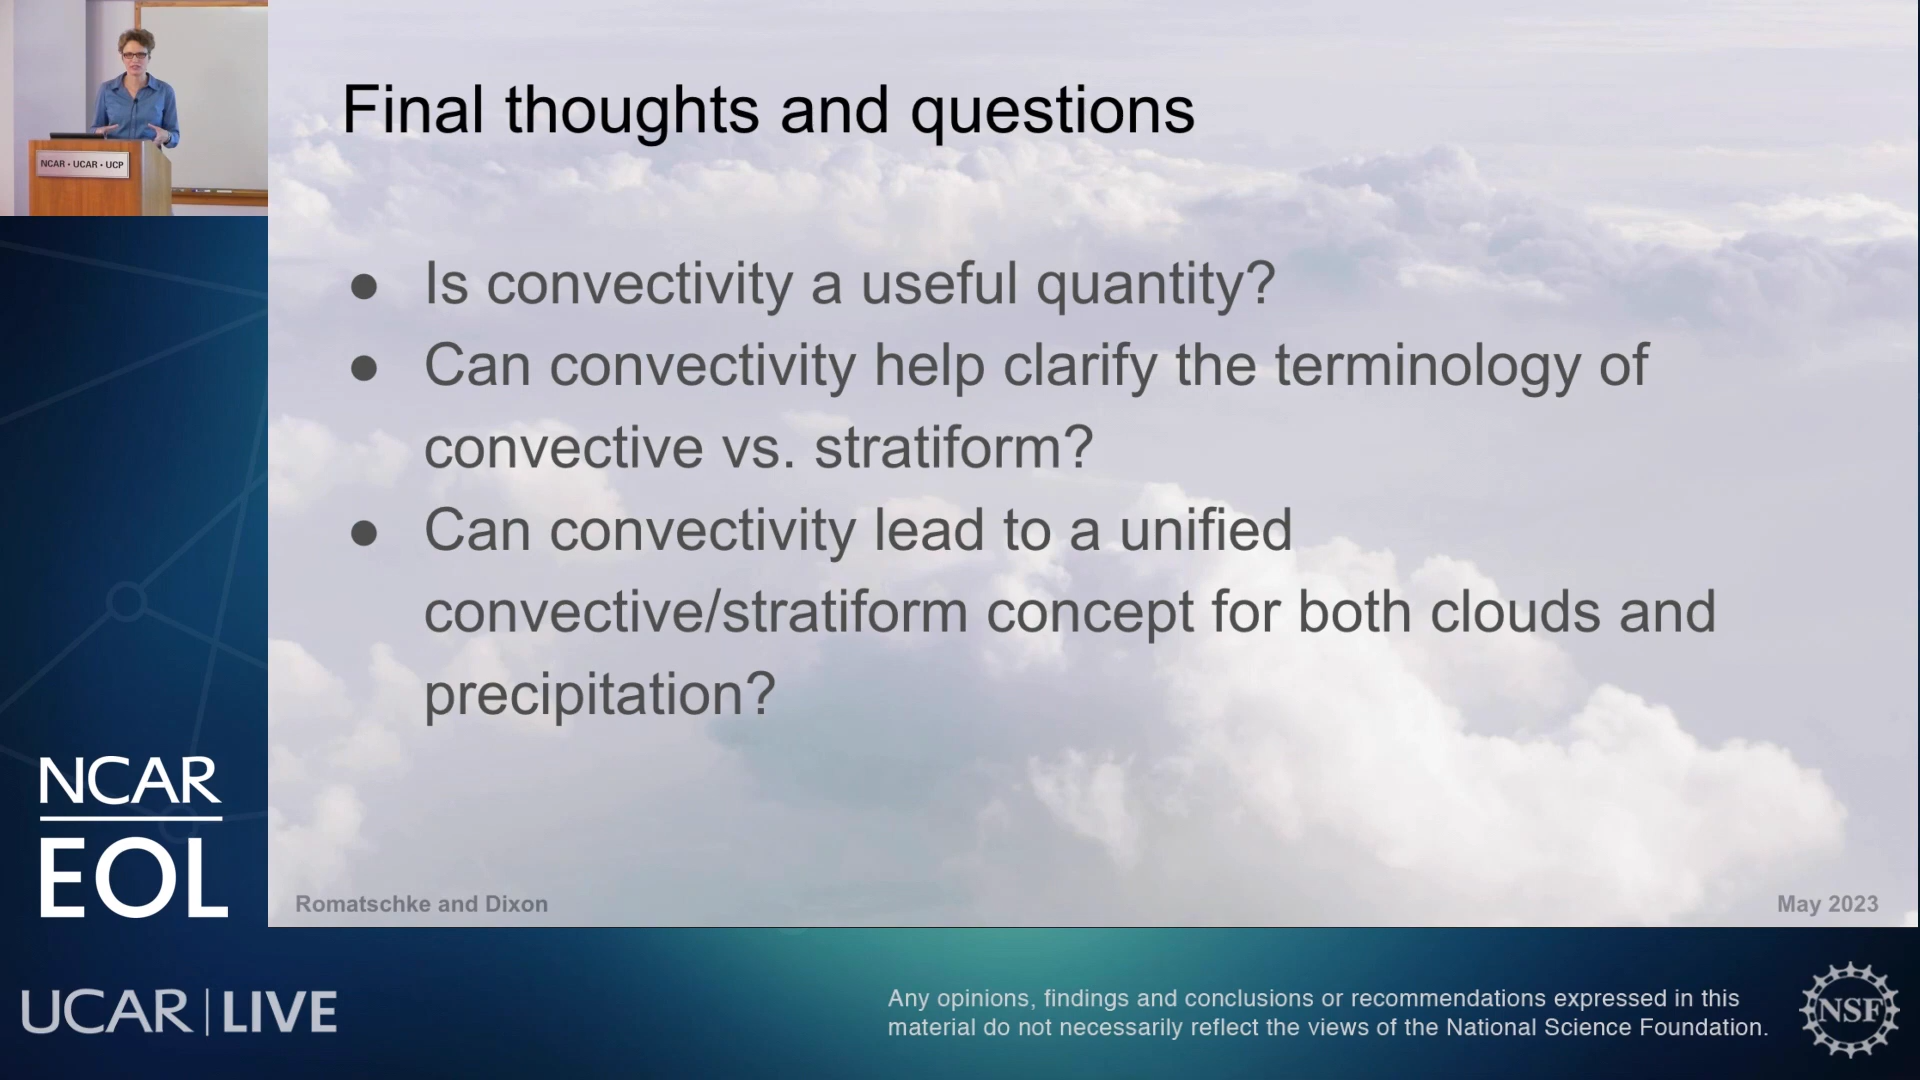 NCAR • UCAR • UCP
Final thoughts and questions
● Is convectivity a useful quantity?
● Can convectivity help clarify the terminology of
convective vs. stratiform?
● Can convectivity lead to a unified
convective/stratiform concept for both clouds and
precipitation?
Romatschke and Dixon
May 2023
NCAR
EOL
UCAR | LIVE
Any opinions, findings and conclusions or recommendations expressed in this
material do not necessarily reflect the views of the National Science Foundation.
NSF